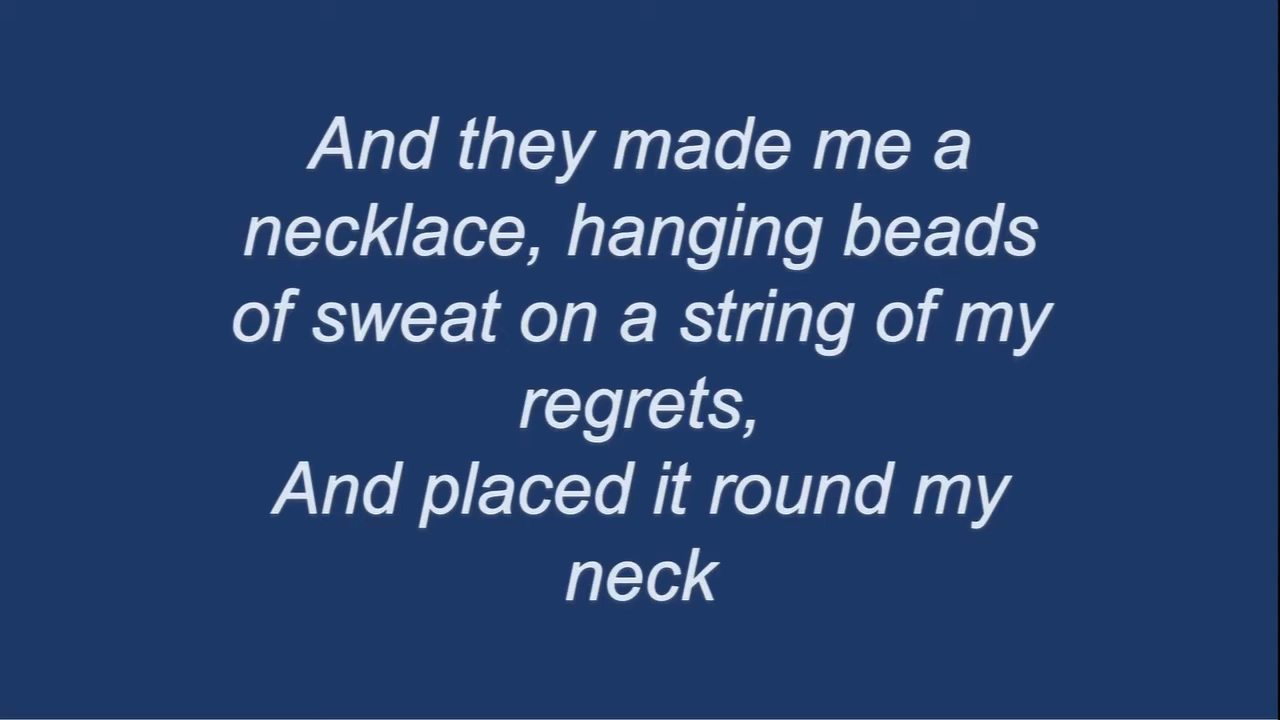 And they made me a
necklace, hanging beads
of sweat on a string of my
regrets,
And placed it round my
neck